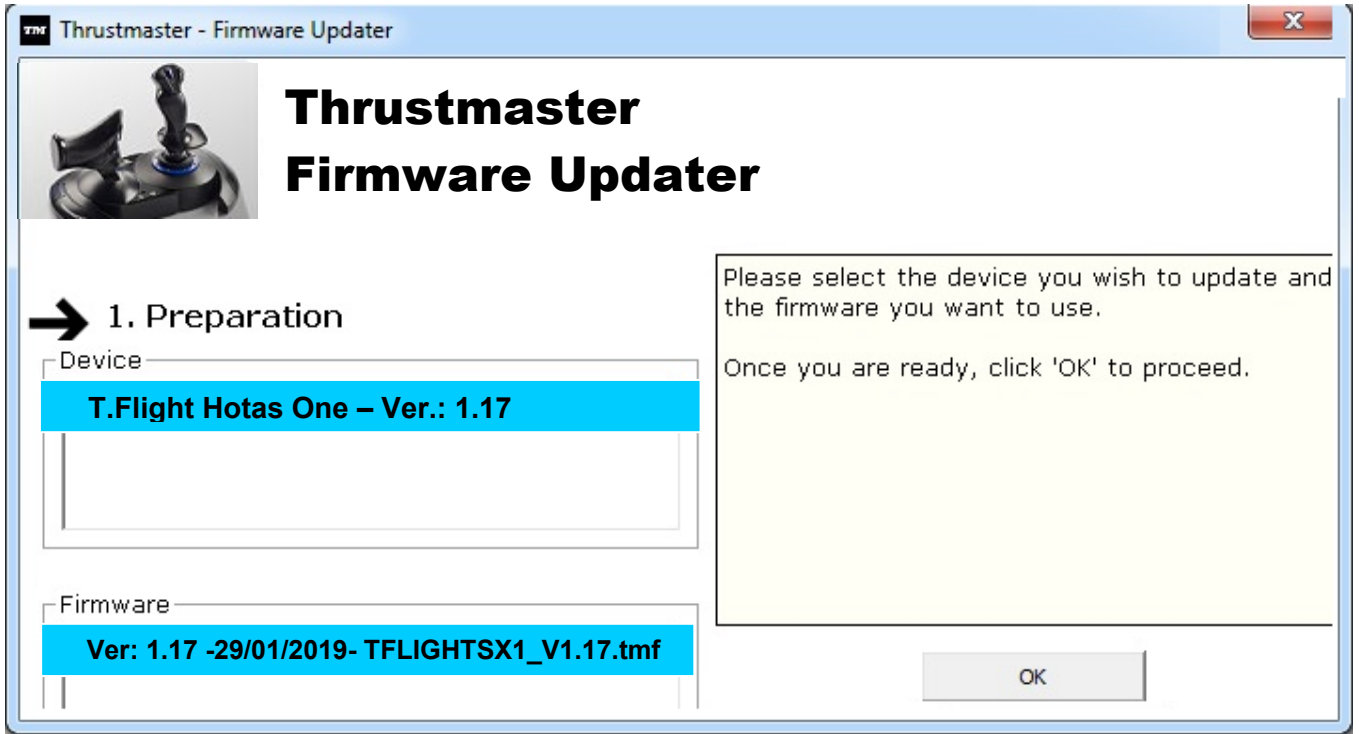 TM Thrustmaster - Firmware Updater
Thrustmaster
Firmware Updater
1. Preparation
Device
T.Flight Hotas One – Ver.: 1.17
Firmware
Ver: 1.17 -29/01/2019- TFLIGHTSX1_V1.17.tmf
Please select the device you wish to update and
the firmware you want to use.
Once you are ready, click 'OK' to proceed.
OK